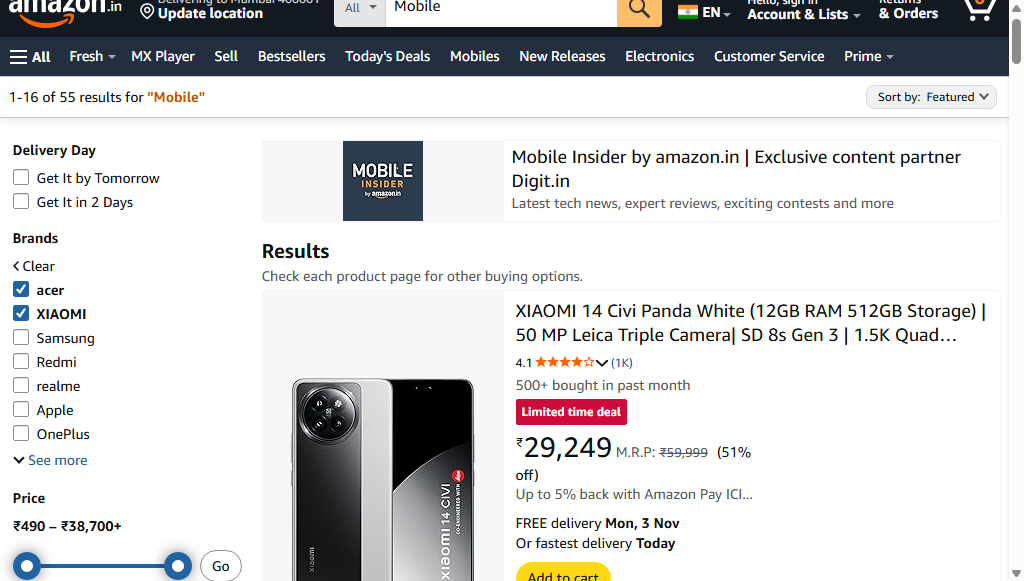 amazon.in
Delivering to Mumbai 400001
Update location
All
Mobile
EN
Hello, sign in
Account & Lists
Returns
& Orders
0
All
Fresh
MX Player
Sell
Bestsellers
Today's Deals
Mobiles
New Releases
Electronics
Customer Service
Prime
1-16 of 55 results for "Mobile"
Sort by: Featured
Delivery Day
Get It by Tomorrow
Get It in 2 Days
Brands
Clear
acer
XIAOMI
Samsung
Redmi
realme
Apple
OnePlus
See more
Price
₹490 – ₹38,700+
Go
MOBILE
INSIDER
by amazon.in
Mobile Insider by amazon.in | Exclusive content partner
Digit.in
Latest tech news, expert reviews, exciting contests and more
Results
Check each product page for other buying options.
xiaomi
Xiaomi 14 CIVI
CO-ENGINEERED WITH
Leica
XIAOMI 14 Civi Panda White (12GB RAM 512GB Storage) |
50 MP Leica Triple Camera| SD 8s Gen 3 | 1.5K Quad…
4.1 (1K)
500+ bought in past month
Limited time deal
₹29,249 M.R.P: ₹59,999 (51%
off)
Up to 5% back with Amazon Pay ICI…
FREE delivery Mon, 3 Nov
Or fastest delivery Today
Add to cart